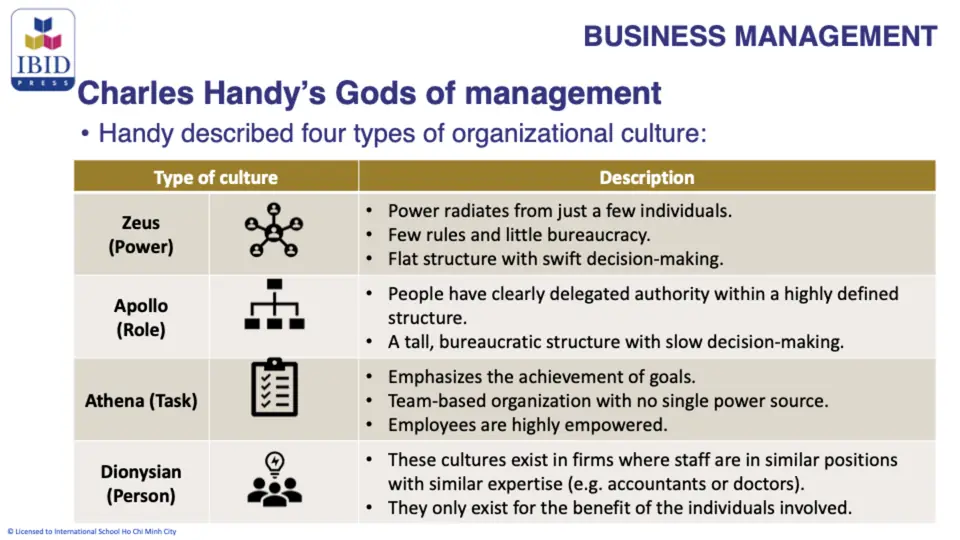 IBID
PRESS
BUSINESS MANAGEMENT
Charles Handy’s Gods of management
• Handy described four types of organizational culture:
Type of culture
Description
Zeus
(Power)
• Power radiates from just a few individuals.
• Few rules and little bureaucracy.
• Flat structure with swift decision-making.
Apollo
(Role)
• People have clearly delegated authority within a highly defined
structure.
• A tall, bureaucratic structure with slow decision-making.
Athena (Task)
• Emphasizes the achievement of goals.
• Team-based organization with no single power source.
• Employees are highly empowered.
Dionysian
(Person)
• These cultures exist in firms where staff are in similar positions
with similar expertise (e.g. accountants or doctors).
• They only exist for the benefit of the individuals involved.
© Licensed to International School Ho Chi Minh City